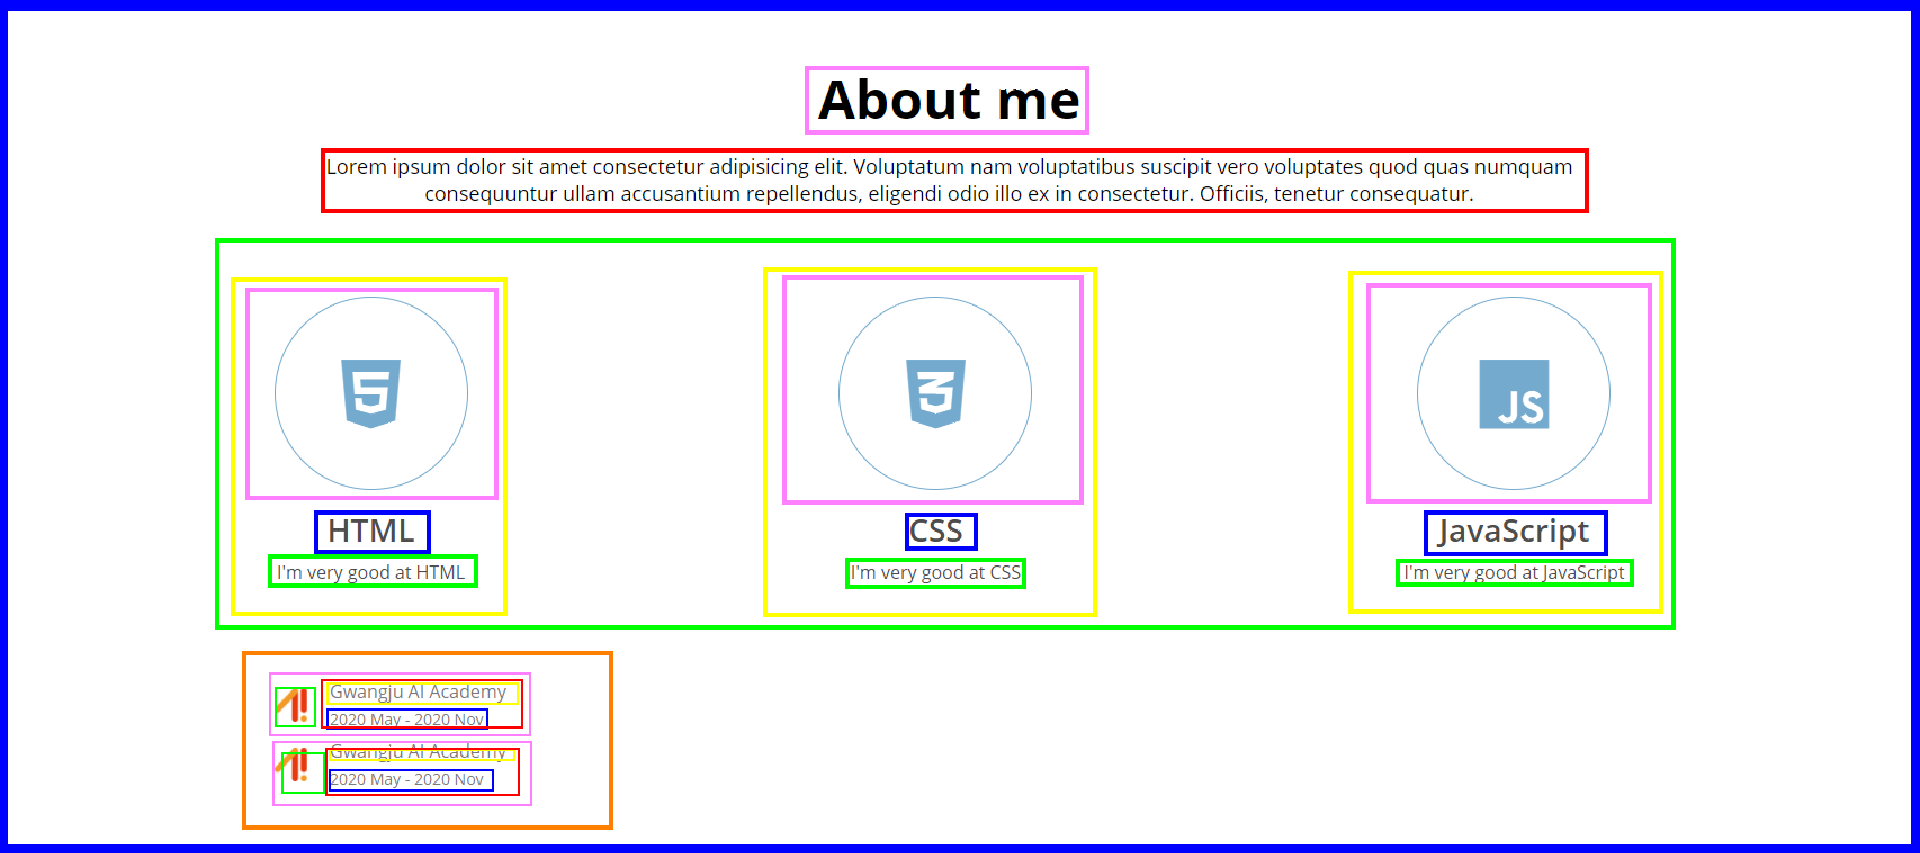 About me
Lorem ipsum dolor sit amet consectetur adipisicing elit. Voluptatum nam voluptatibus suscipit vero voluptates quod quas numquam
consequuntur ullam accusantium repellendus, eligendi odio illo ex in consectetur. Officiis, tenetur consequatur.
5
3
JS
HTML
CSS
JavaScript
I'm very good at HTML
I'm very good at CSS
I'm very good at JavaScript
Gwangju AI Academy
2020 May - 2020 Nov
Gwangju AI Academy
2020 May - 2020 Nov